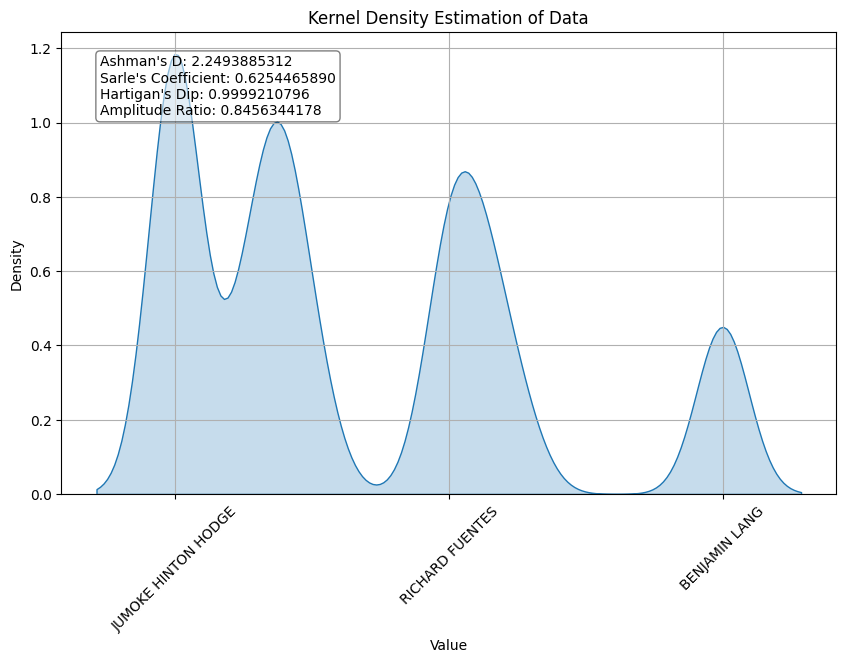 Kernel Density Estimation of Data
Ashman's D: 2.2493885312
Sarle's Coefficient: 0.6254465890
Hartigan's Dip: 0.9999210796
Amplitude Ratio: 0.8456344178
Density
1.2
1.0
0.8
0.6
0.4
0.2
0.0
JUMOKE HINTON HODGE
RICHARD FUENTES
BENJAMIN LANG
Value